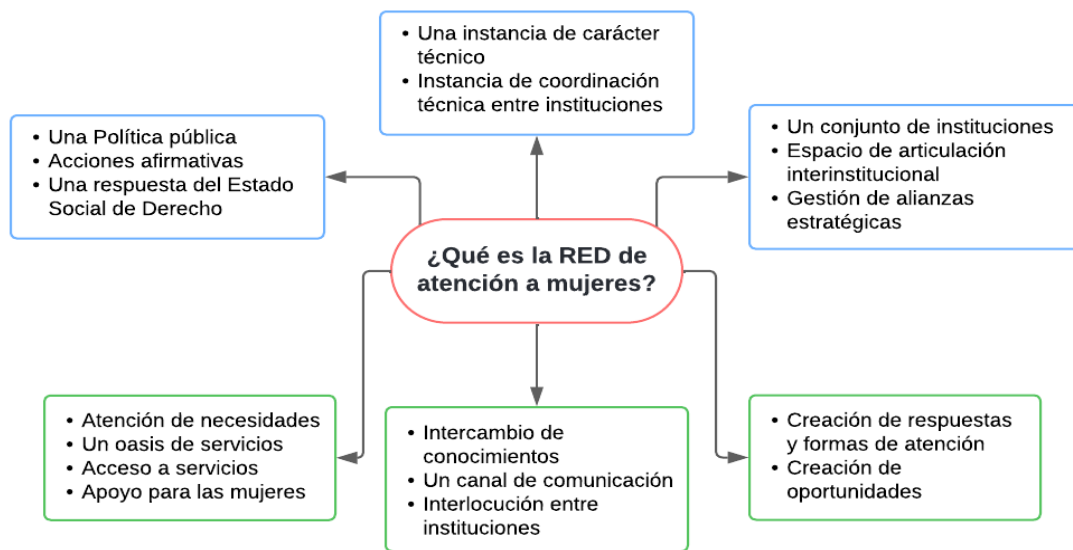 • Una instancia de carácter
técnico
• Instancia de coordinación
técnica entre instituciones
• Una Política pública
• Acciones afirmativas
• Una respuesta del Estado
Social de Derecho
• Un conjunto de instituciones
• Espacio de articulación
interinstitucional
• Gestión de alianzas
estratégicas
¿Qué es la RED de
atención a mujeres?
• Atención de necesidades
• Un oasis de servicios
• Acceso a servicios
• Apoyo para las mujeres
• Intercambio de
conocimientos
• Un canal de comunicación
• Interlocución entre
instituciones
• Creación de respuestas
y formas de atención
• Creación de
oportunidades